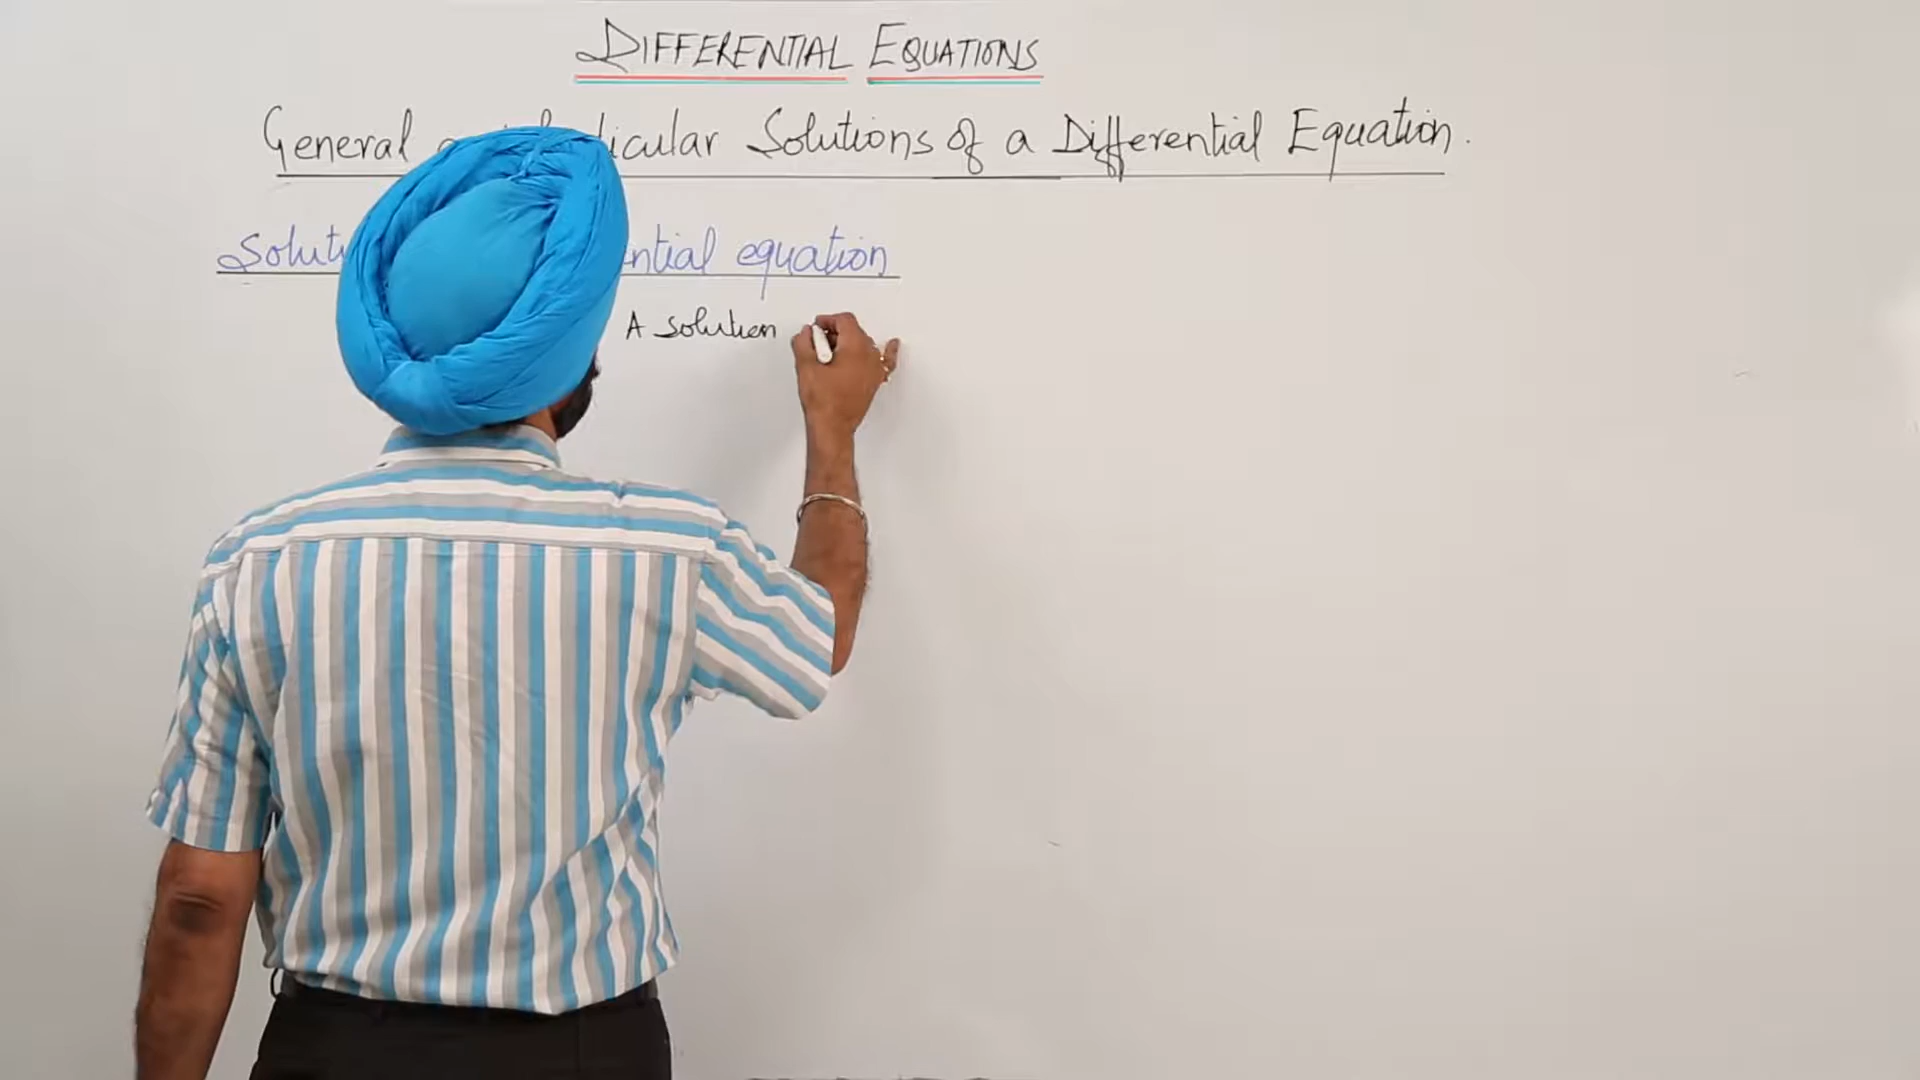 DIFFERENTIAL EQUATIONS
General Solutions of a Differential Equation.
equation
A solution